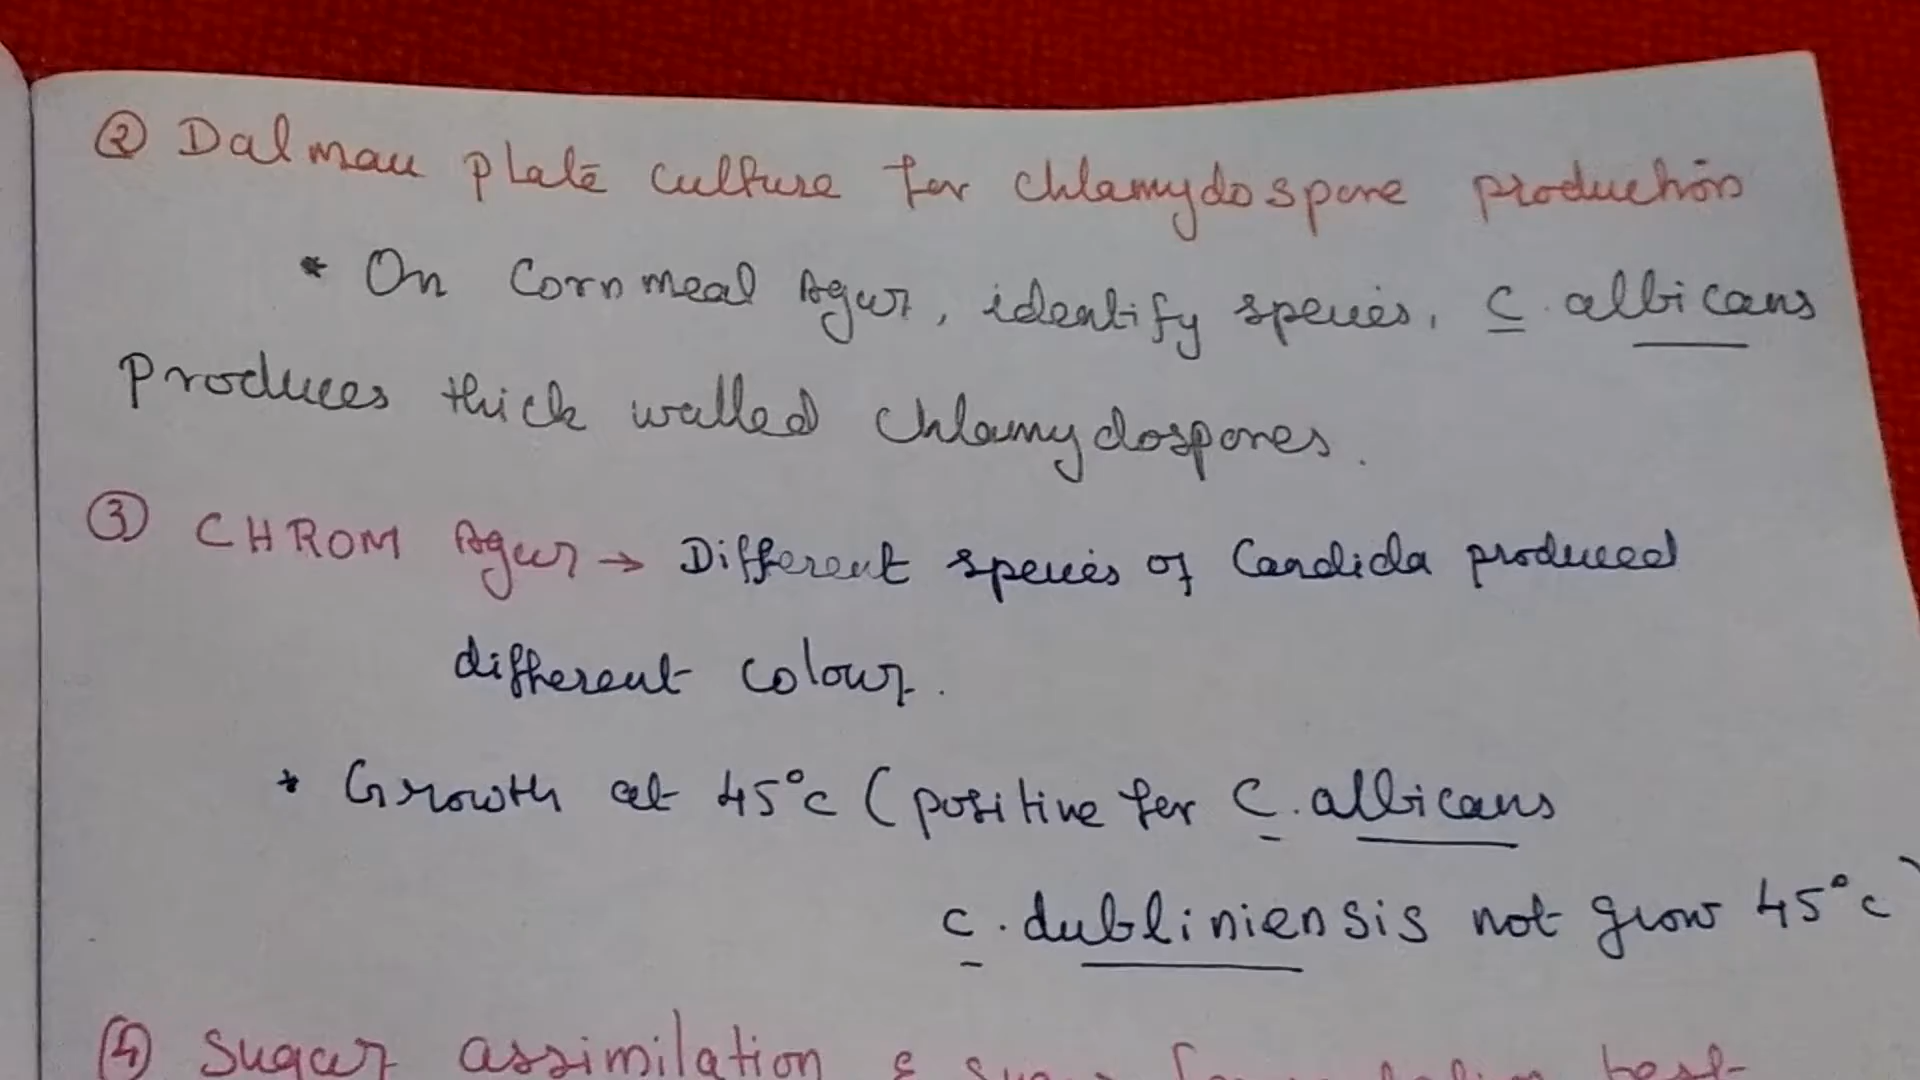 ② Dalmau plate culture for chlamydospore production
* On Cornmeal Agar, identify species, C. albicans
Produces thick walled Chlamydospores.
③ CHROM Agar → Different species of Candida produced
different colour.
* Growth at 45°c (positive for C. albicans
C. dubliniensis not grow 45°c)
④ Sugar assimilation & test